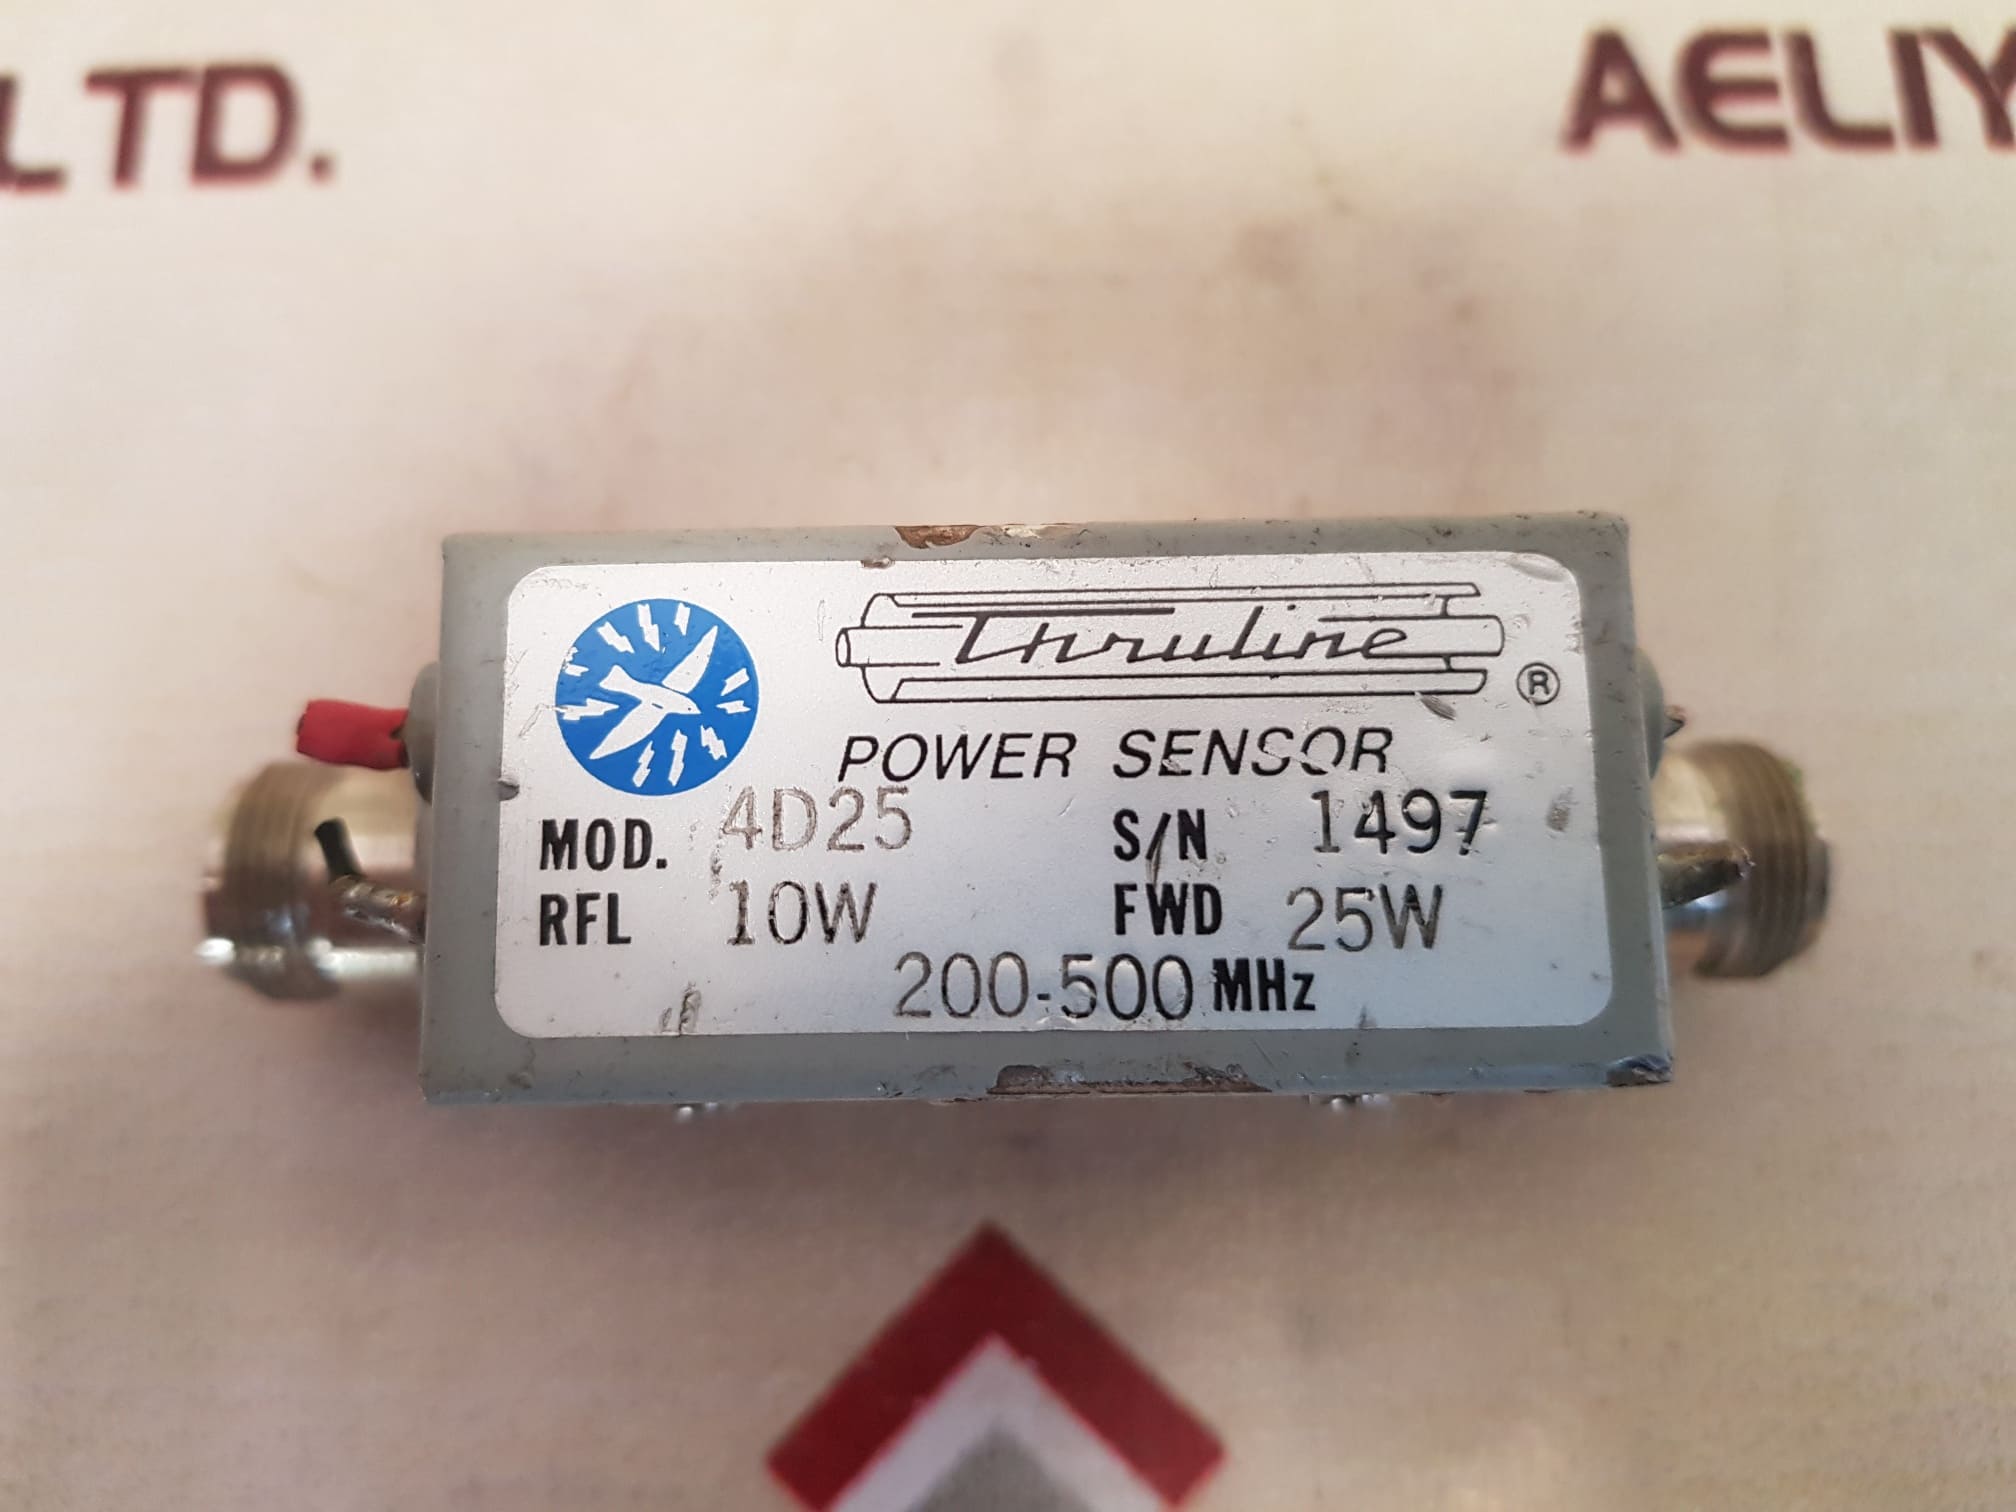 LTD.
AELIY
Thruline ®
POWER SENSOR
MOD. 4D25 S/N 1497
RFL 10W FWD 25W
200-500 MHz